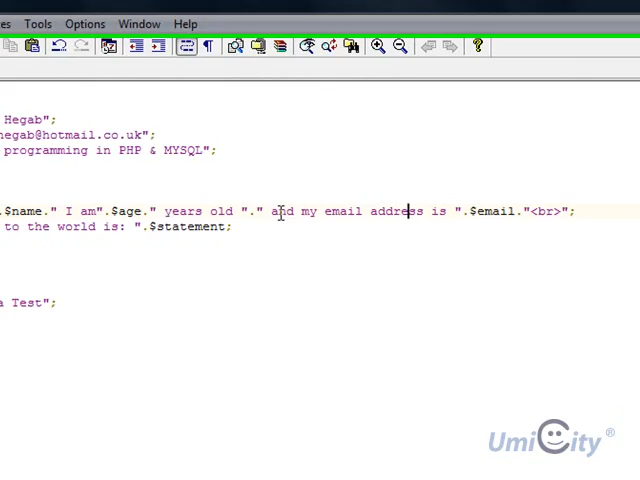 es Tools Options Window Help
Hegab";
negab@hotmail.co.uk";
programming in PHP & MYSQL";
.$name." I am".$age." years old "." and my email address is ".$email."<br>";
to the world is: ".$statement;
a Test";
UmiCity ®